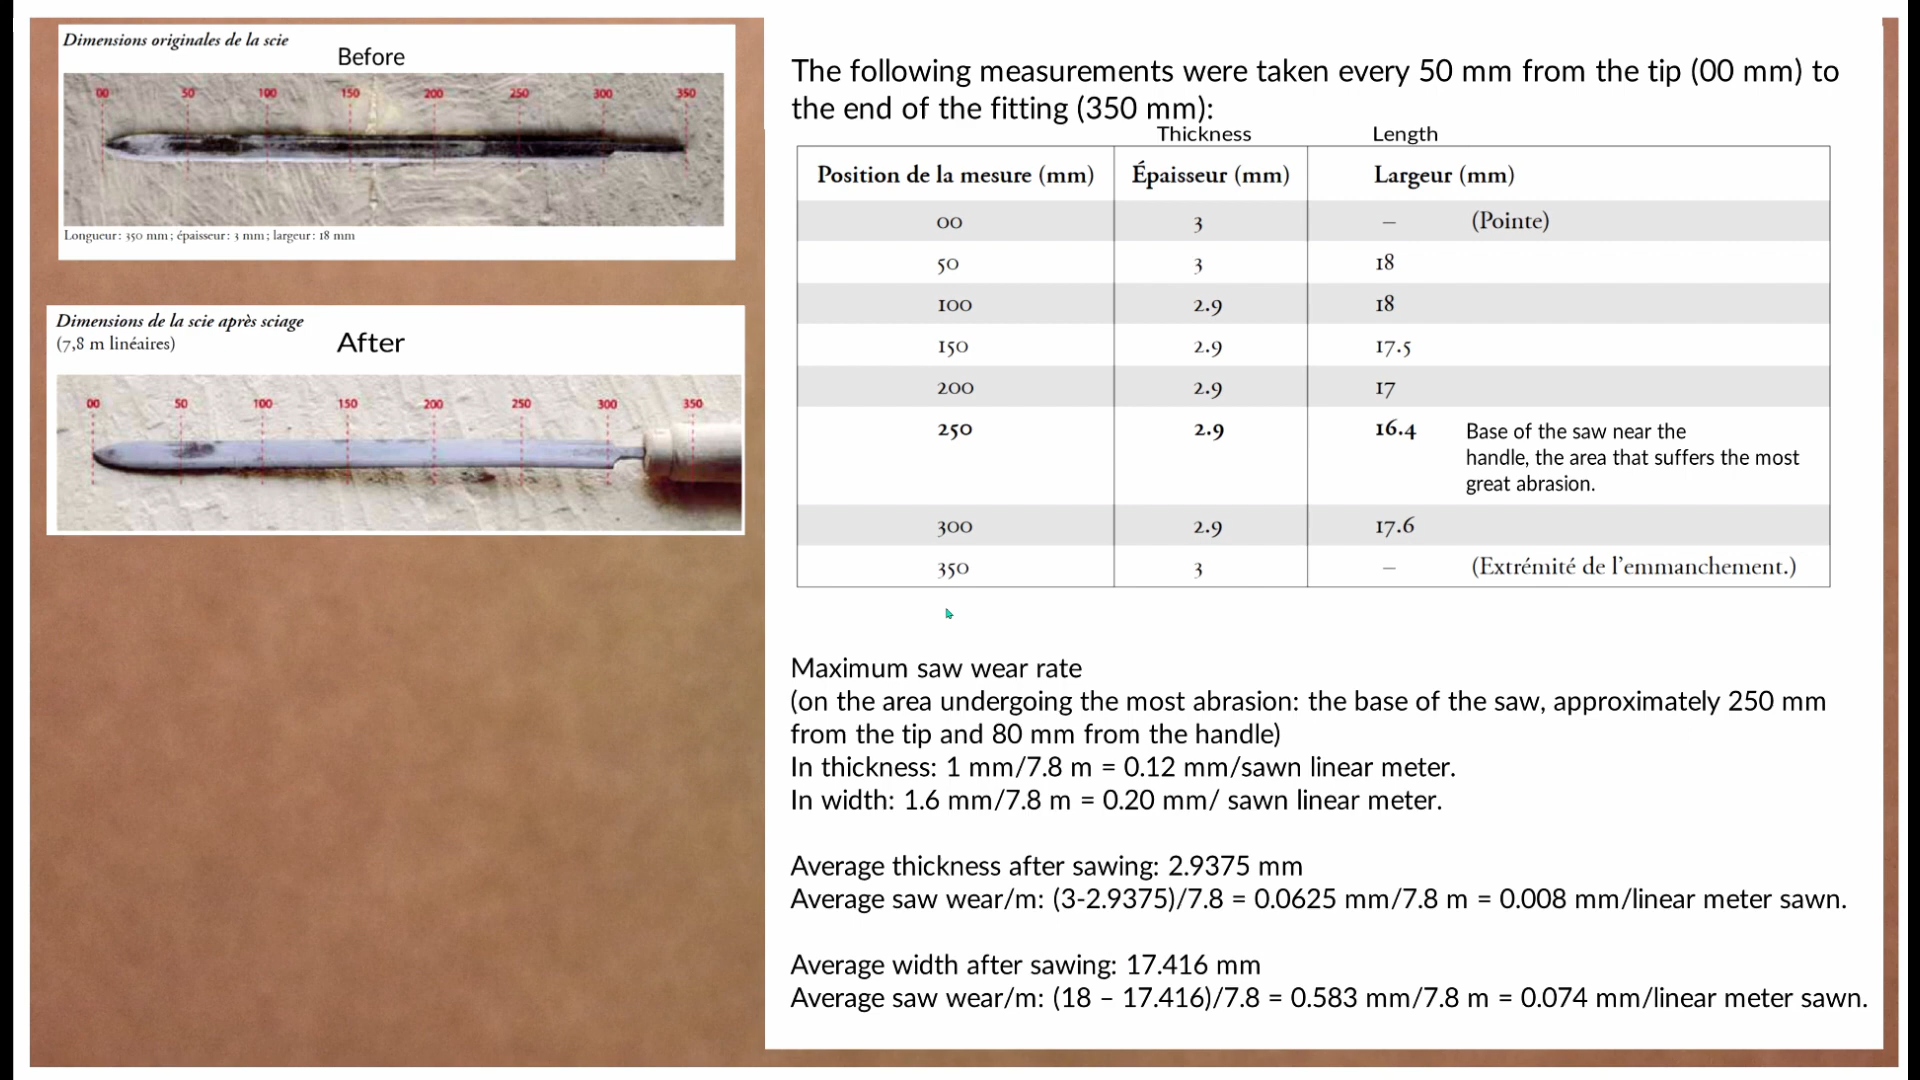 Dimensions originales de la scie
Before
00 50 100 150 200 250 300 350
Longueur: 350 mm; épaisseur: 3 mm; largeur: 18 mm
Dimensions de la scie après sciage
(7,8 m linéaires)
After
00 50 100 150 200 250 300 350
The following measurements were taken every 50 mm from the tip (00 mm) to
the end of the fitting (350 mm):
Thickness Length
Position de la mesure (mm) Épaisseur (mm) Largeur (mm)
00 3 – (Pointe)
50 3 18
100 2.9 18
150 2.9 17.5
200 2.9 17
250 2.9 16.4 Base of the saw near the
handle, the area that suffers the most
great abrasion.
300 2.9 17.6
350 3 – (Extrémité de l'emmanchement.)
Maximum saw wear rate
(on the area undergoing the most abrasion: the base of the saw, approximately 250 mm
from the tip and 80 mm from the handle)
In thickness: 1 mm/7.8 m = 0.12 mm/sawn linear meter.
In width: 1.6 mm/7.8 m = 0.20 mm/ sawn linear meter.
Average thickness after sawing: 2.9375 mm
Average saw wear/m: (3-2.9375)/7.8 = 0.0625 mm/7.8 m = 0.008 mm/linear meter sawn.
Average width after sawing: 17.416 mm
Average saw wear/m: (18 – 17.416)/7.8 = 0.583 mm/7.8 m = 0.074 mm/linear meter sawn.